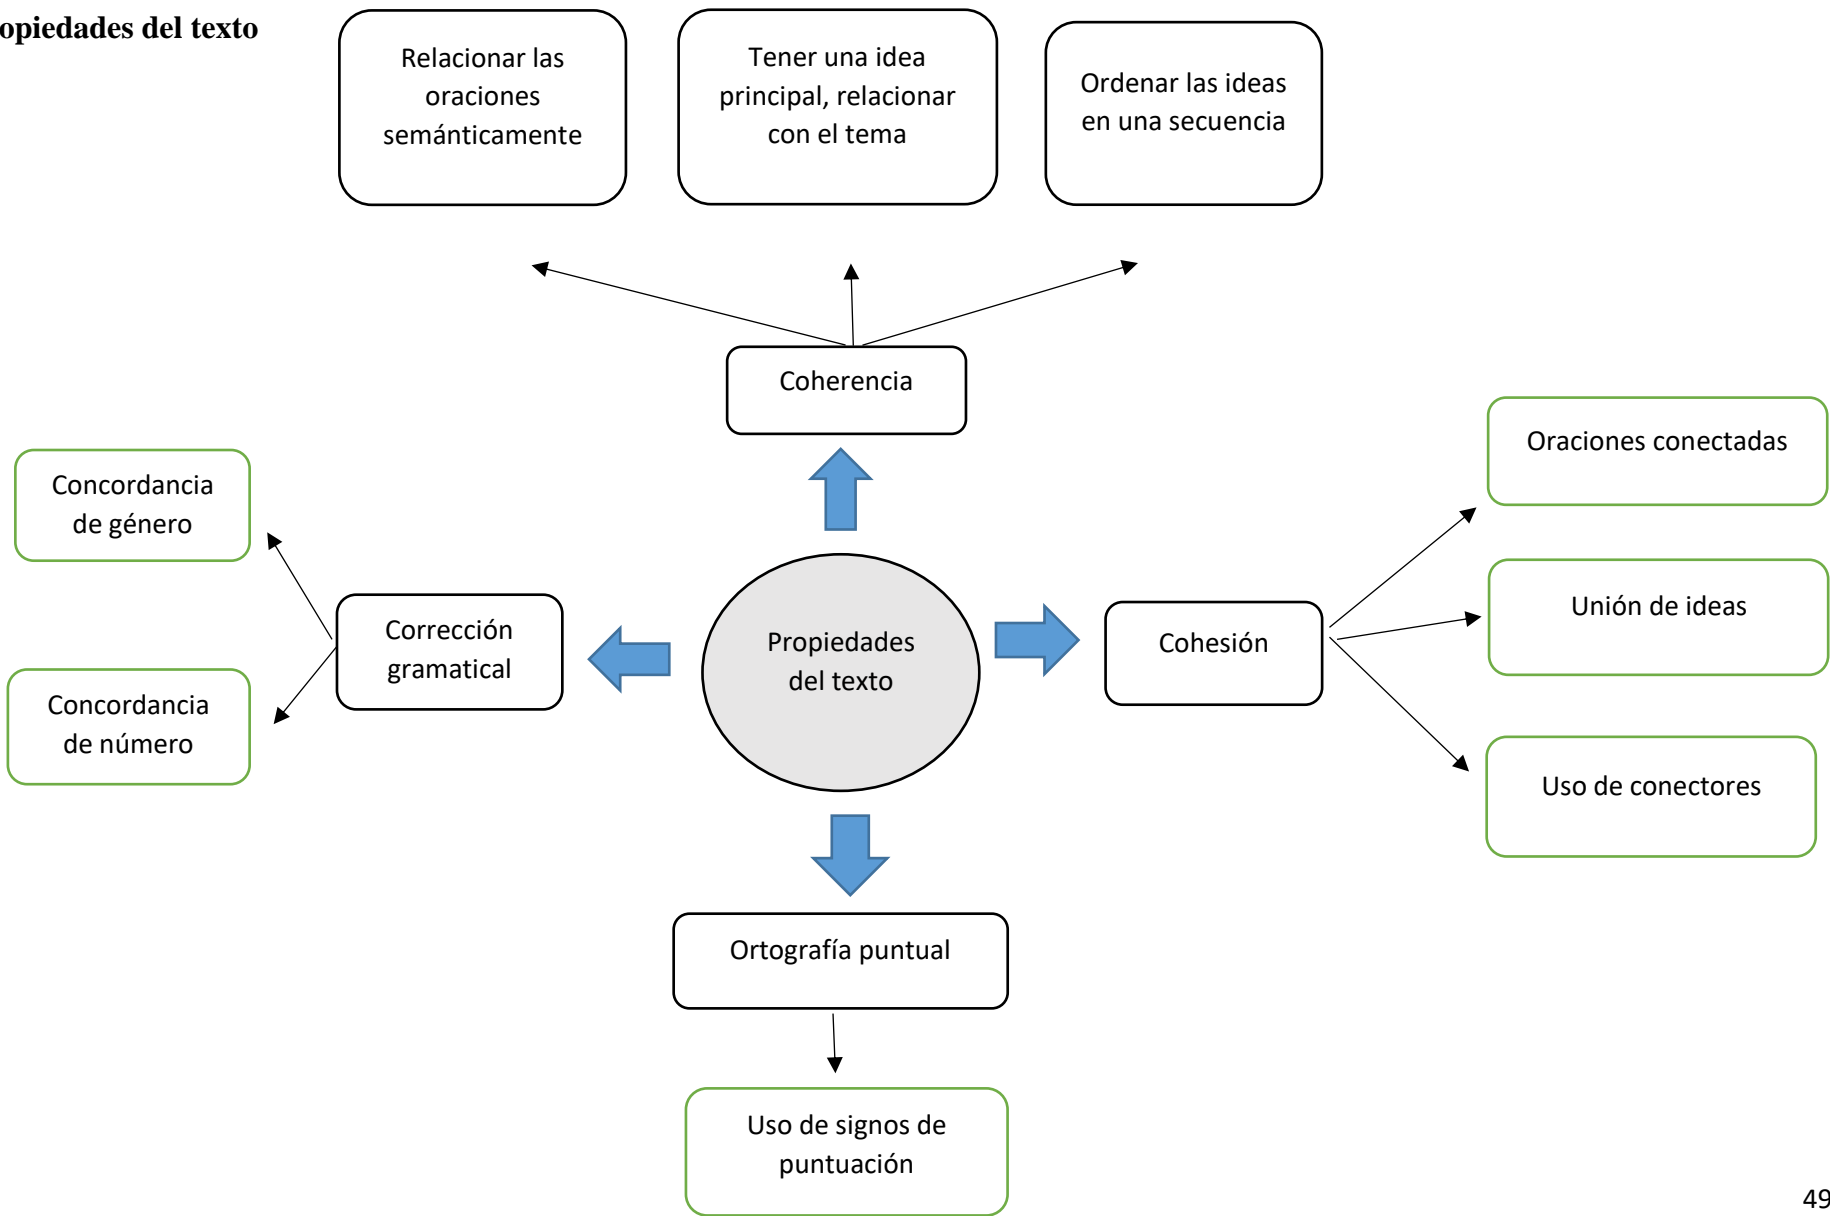 opiedades del texto
Relacionar las
oraciones
semánticamente
Tener una idea
principal, relacionar
con el tema
Ordenar las ideas
en una secuencia
Coherencia
Concordancia
de género
Corrección
gramatical
Concordancia
de número
Propiedades
del texto
Cohesión
Oraciones conectadas
Unión de ideas
Uso de conectores
Ortografía puntual
Uso de signos de
puntuación
49